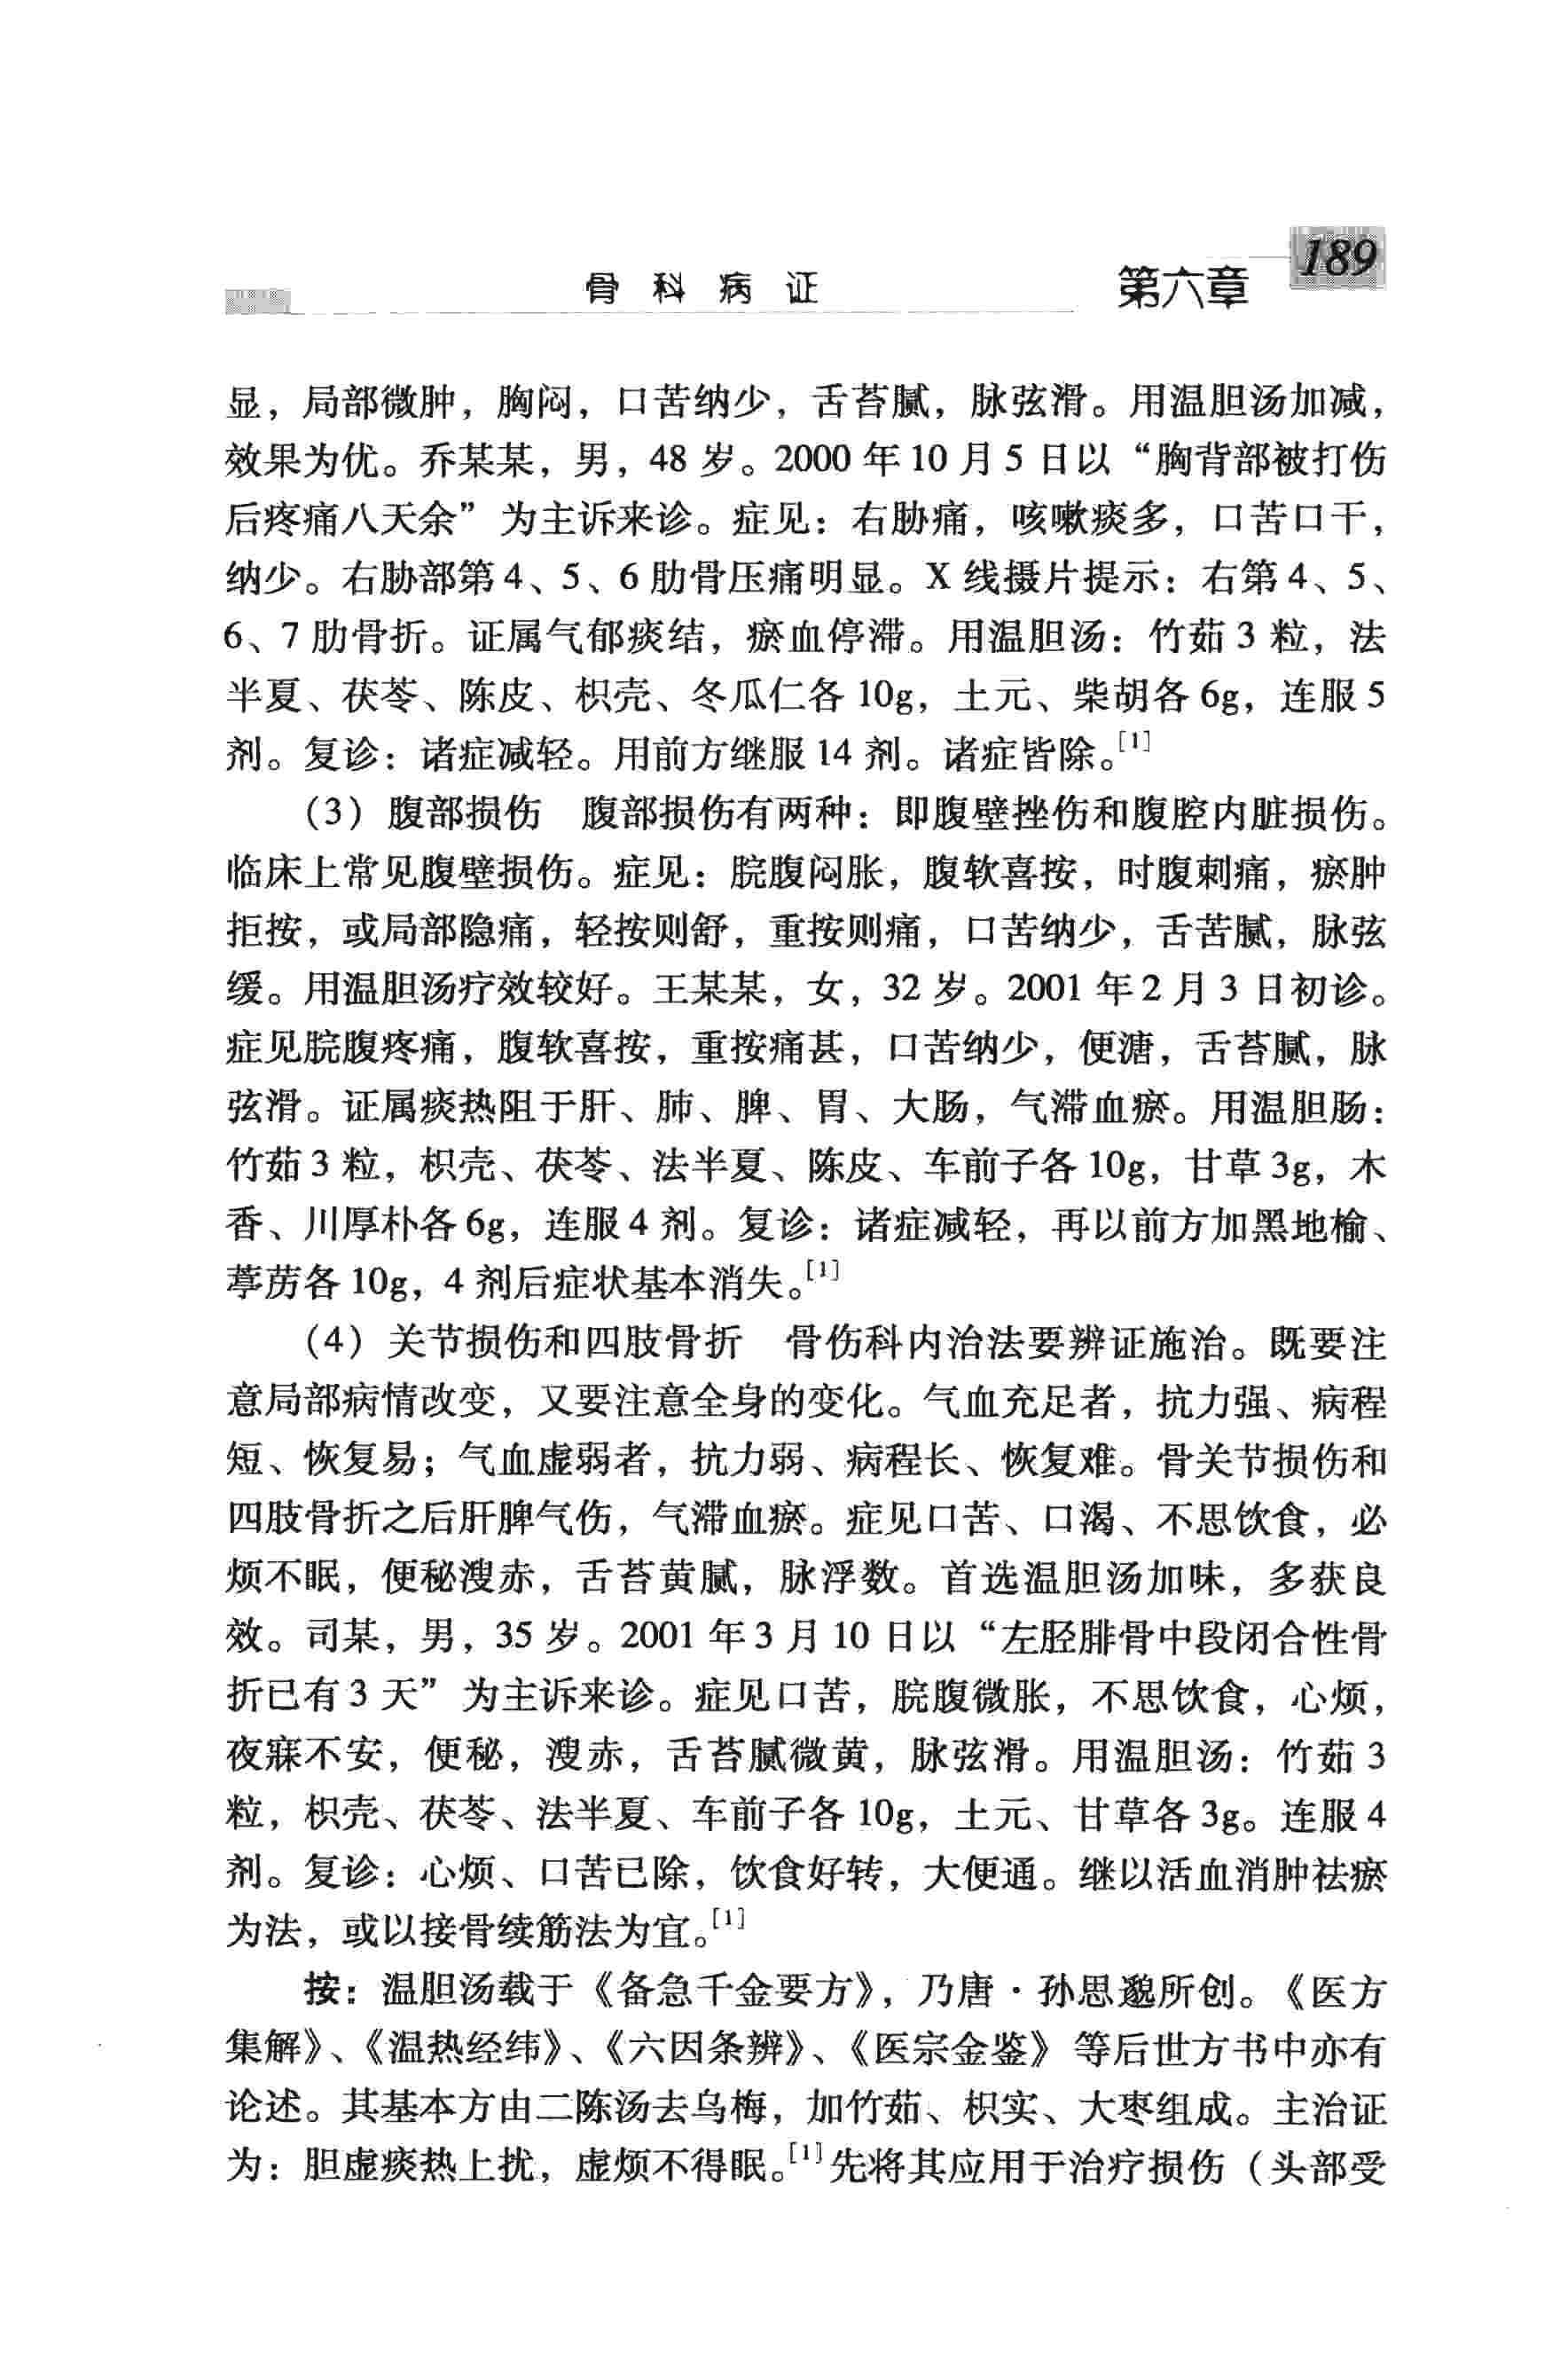 骨科病证 第六章 189
显，局部微肿，胸闷，口苦纳少，舌苔腻，脉弦滑。用温胆汤加减，
效果为优。乔某某，男，48 岁。2000 年 10 月 5 日以“胸背部被打伤
后疼痛八天余”为主诉来诊。症见：右胁痛，咳嗽痰多，口苦口干，
纳少。右胁部第 4、5、6 肋骨压痛明显。X 线摄片提示：右第 4、5、
6、7 肋骨折。证属气郁痰结，瘀血停滞。用温胆汤：竹茹 3 粒，法
半夏、茯苓、陈皮、枳壳、冬瓜仁各 10g，土元、柴胡各 6g，连服 5
剂。复诊：诸症减轻。用前方继服 14 剂。诸症皆除。[1]
（3）腹部损伤　腹部损伤有两种：即腹壁挫伤和腹腔内脏损伤。
临床上常见腹壁损伤。症见：脘腹闷胀，腹软喜按，时腹刺痛，瘀肿
拒按，或局部隐痛，轻按则舒，重按则痛，口苦纳少，舌苦腻，脉弦
缓。用温胆汤疗效较好。王某某，女，32 岁。2001 年 2 月 3 日初诊。
症见脘腹疼痛，腹软喜按，重按痛甚，口苦纳少，便溏，舌苔腻，脉
弦滑。证属痰热阻于肝、肺、脾、胃、大肠，气滞血瘀。用温胆肠：
竹茹 3 粒，枳壳、茯苓、法半夏、陈皮、车前子各 10g，甘草 3g，木
香、川厚朴各 6g，连服 4 剂。复诊：诸症减轻，再以前方加黑地榆、
葶苈各 10g，4 剂后症状基本消失。[1]
（4）关节损伤和四肢骨折　骨伤科内治法要辨证施治。既要注
意局部病情改变，又要注意全身的变化。气血充足者，抗力强、病程
短、恢复易；气血虚弱者，抗力弱、病程长、恢复难。骨关节损伤和
四肢骨折之后肝脾气伤，气滞血瘀。症见口苦、口渴、不思饮食，必
烦不眠，便秘溲赤，舌苔黄腻，脉浮数。首选温胆汤加味，多获良
效。司某，男，35 岁。2001 年 3 月 10 日以“左胫腓骨中段闭合性骨
折已有 3 天”为主诉来诊。症见口苦，脘腹微胀，不思饮食，心烦，
夜寐不安，便秘，溲赤，舌苔腻微黄，脉弦滑。用温胆汤：竹茹 3
粒，枳壳、茯苓、法半夏、车前子各 10g，土元、甘草各 3g。连服 4
剂。复诊：心烦、口苦已除，饮食好转，大便通。继以活血消肿祛瘀
为法，或以接骨续筋法为宜。[1]
按：温胆汤载于《备急千金要方》，乃唐·孙思邈所创。《医方
集解》、《温热经纬》、《六因条辨》、《医宗金鉴》等后世方书中亦有
论述。其基本方由二陈汤去乌梅，加竹茹、枳实、大枣组成。主治证
为：胆虚痰热上扰，虚烦不得眠。[1]先将其应用于治疗损伤（头部受